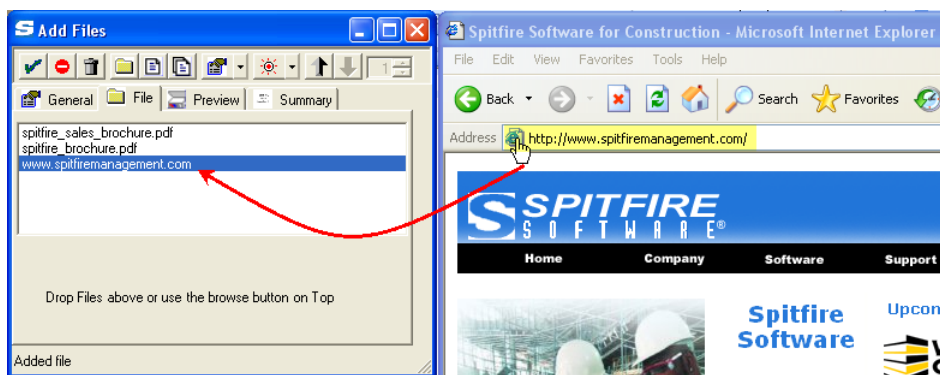 S Add Files
1
General File Preview Summary
spitfire_sales_brochure.pdf
spitfire_brochure.pdf
www.spitfiremanagement.com
Drop Files above or use the browse button on Top
Added file
Spitfire Software for Construction - Microsoft Internet Explorer
File Edit View Favorites Tools Help
Back Search Favorites
Address http://www.spitfiremanagement.com/
SPITFIRE
SOFTWARE®
Home Company Software Support
Spitfire
Software
Upcon